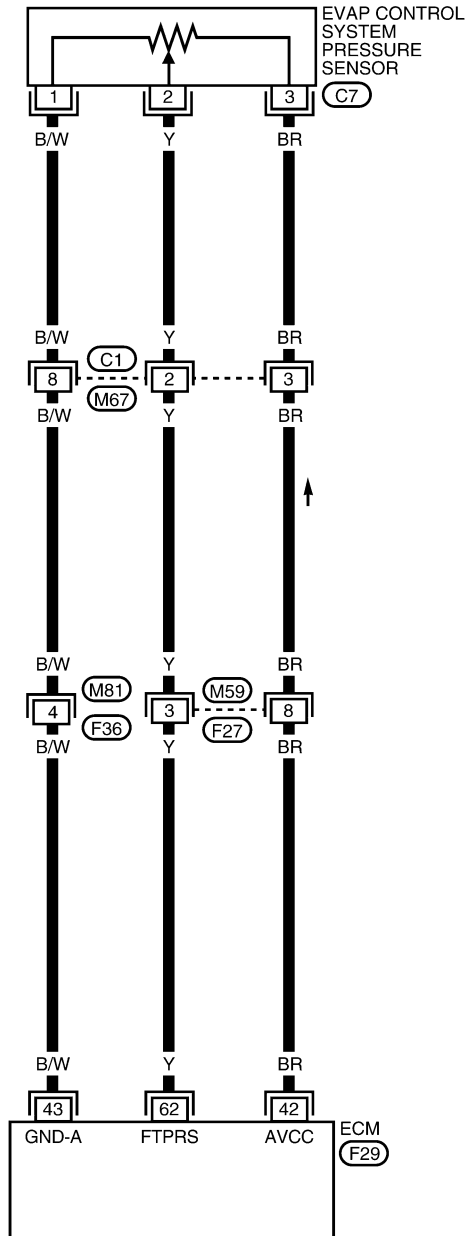 EVAP CONTROL
SYSTEM
PRESSURE
SENSOR
1 2 3 C7
B/W Y BR
B/W Y BR
C1
8 2 3
M67
B/W Y BR
B/W Y BR
M81 M59
4 3 8
F36 F27
B/W Y BR
B/W Y BR
43 62 42
GND-A FTPRS AVCC
ECM
F29